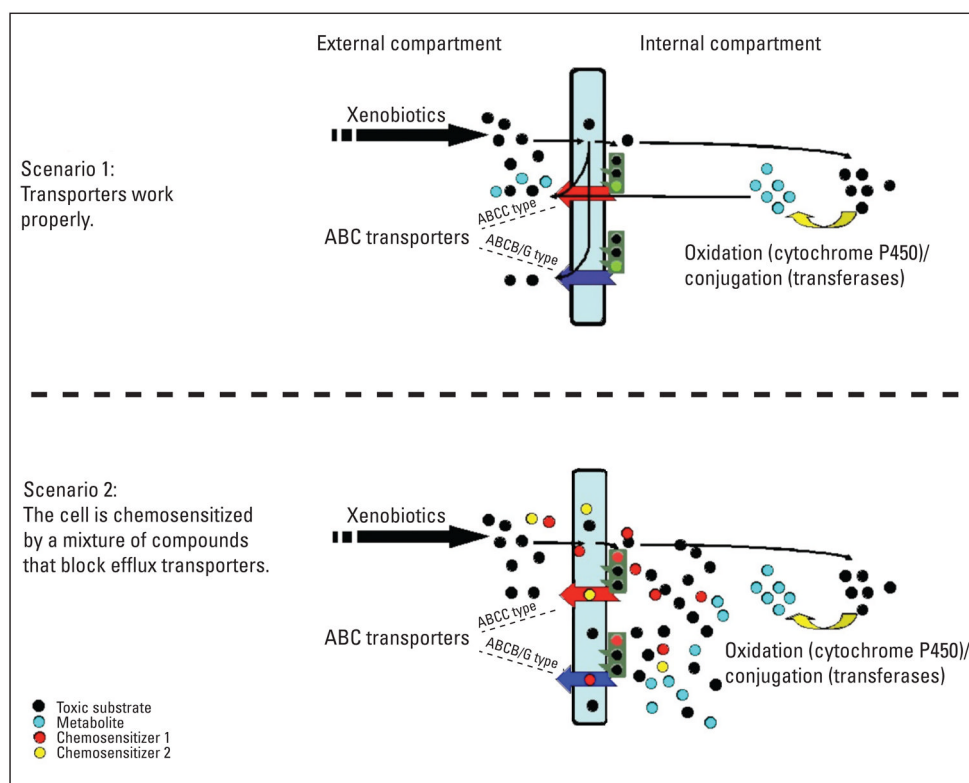 External compartment
Internal compartment
Xenobiotics
Scenario 1:
Transporters work
properly.
ABCC type
ABC transporters
ABCB/G type
Oxidation (cytochrome P450)/
conjugation (transferases)
Scenario 2:
The cell is chemosensitized
by a mixture of compounds
that block efflux transporters.
Xenobiotics
ABCC type
ABC transporters
ABCB/G type
Oxidation (cytochrome P450)/
conjugation (transferases)
Toxic substrate
Metabolite
Chemosensitizer 1
Chemosensitizer 2